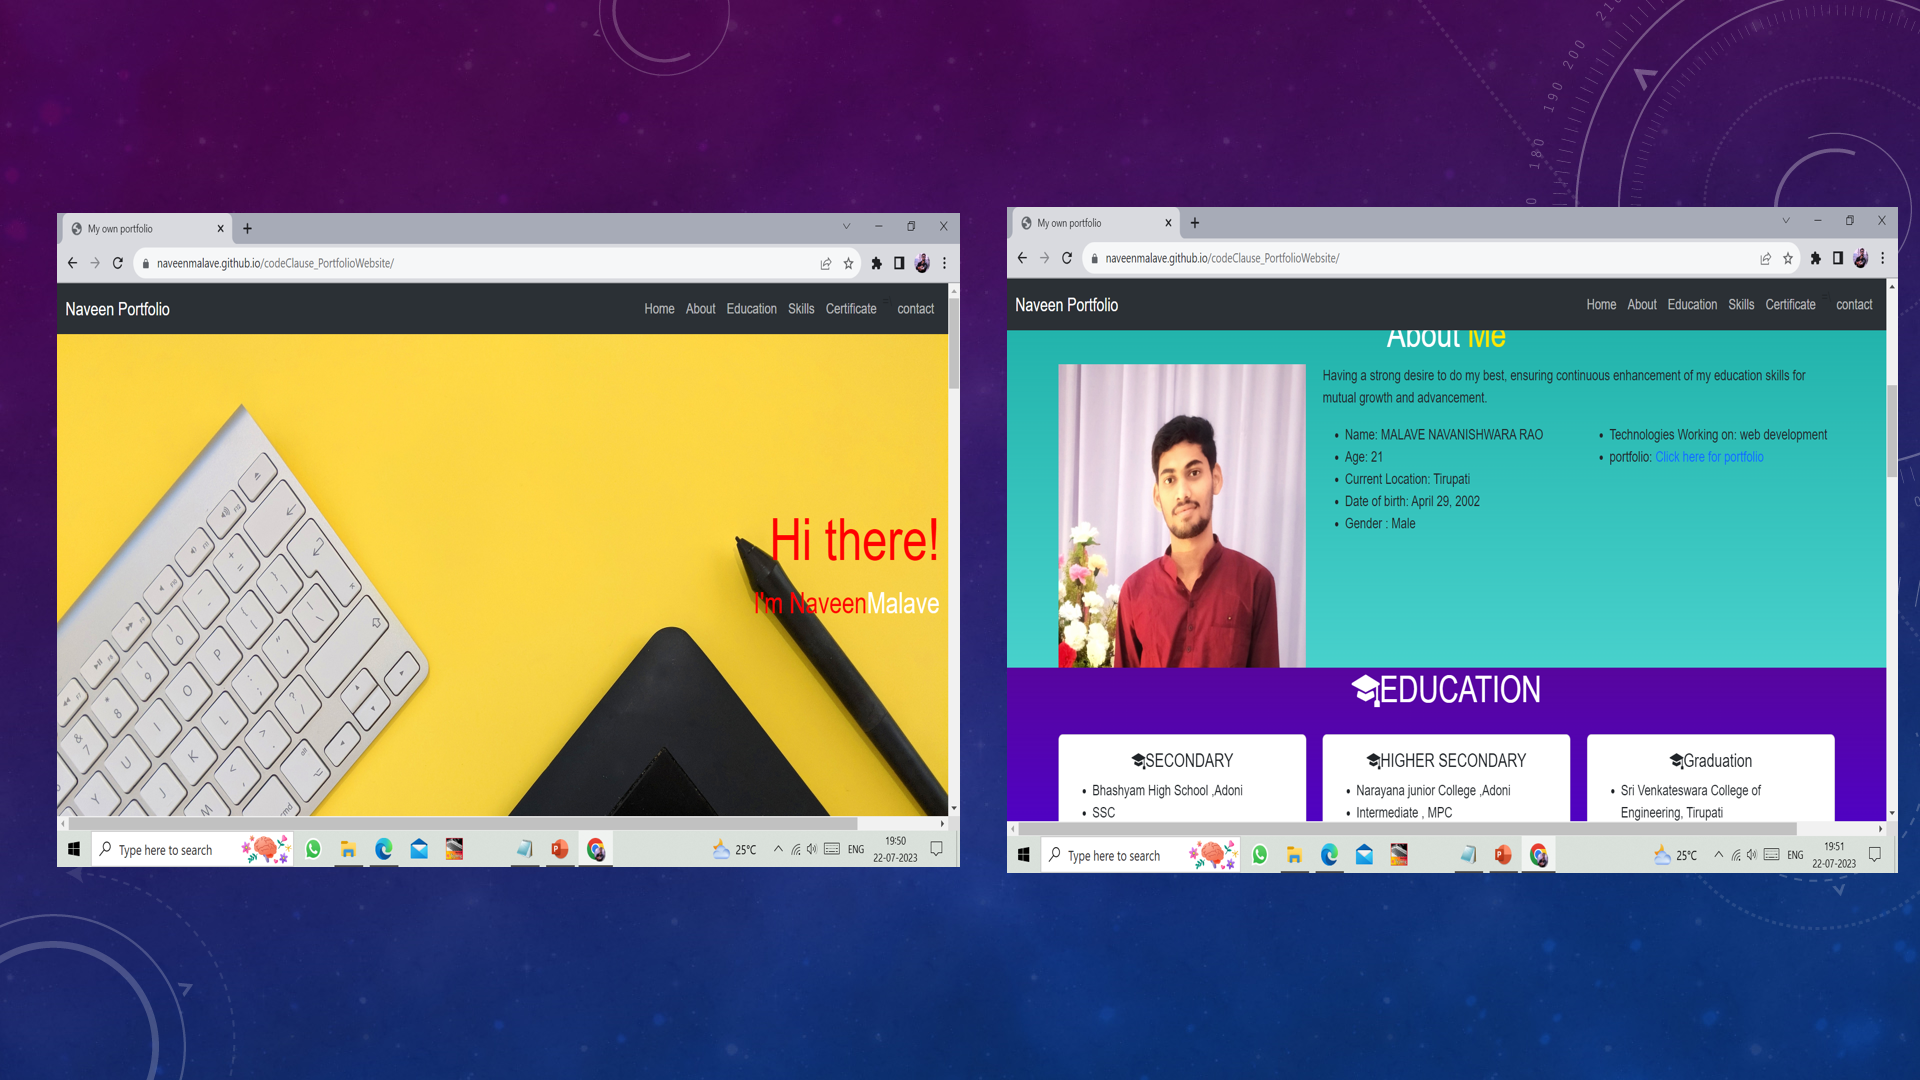 My own portfolio
naveenmalave.github.io/codeClause_PortfolioWebsite/
Naveen Portfolio
Home About Education Skills Certificate contact
Hi there!
I'm NaveenMalave
Type here to search
25°C
ENG
19:50
22-07-2023
My own portfolio
naveenmalave.github.io/codeClause_PortfolioWebsite/
Naveen Portfolio
Home About Education Skills Certificate contact
About Me
Having a strong desire to do my best, ensuring continuous enhancement of my education skills for
mutual growth and advancement.
Name: MALAVE NAVANISHWARA RAO
Age: 21
Current Location: Tirupati
Date of birth: April 29, 2002
Gender : Male
Technologies Working on: web development
portfolio: Click here for portfolio
EDUCATION
SECONDARY
Bhashyam High School ,Adoni
SSC
HIGHER SECONDARY
Narayana junior College ,Adoni
Intermediate , MPC
Graduation
Sri Venkateswara College of
Engineering, Tirupati
Type here to search
25°C
ENG
19:51
22-07-2023
210
200
190
180